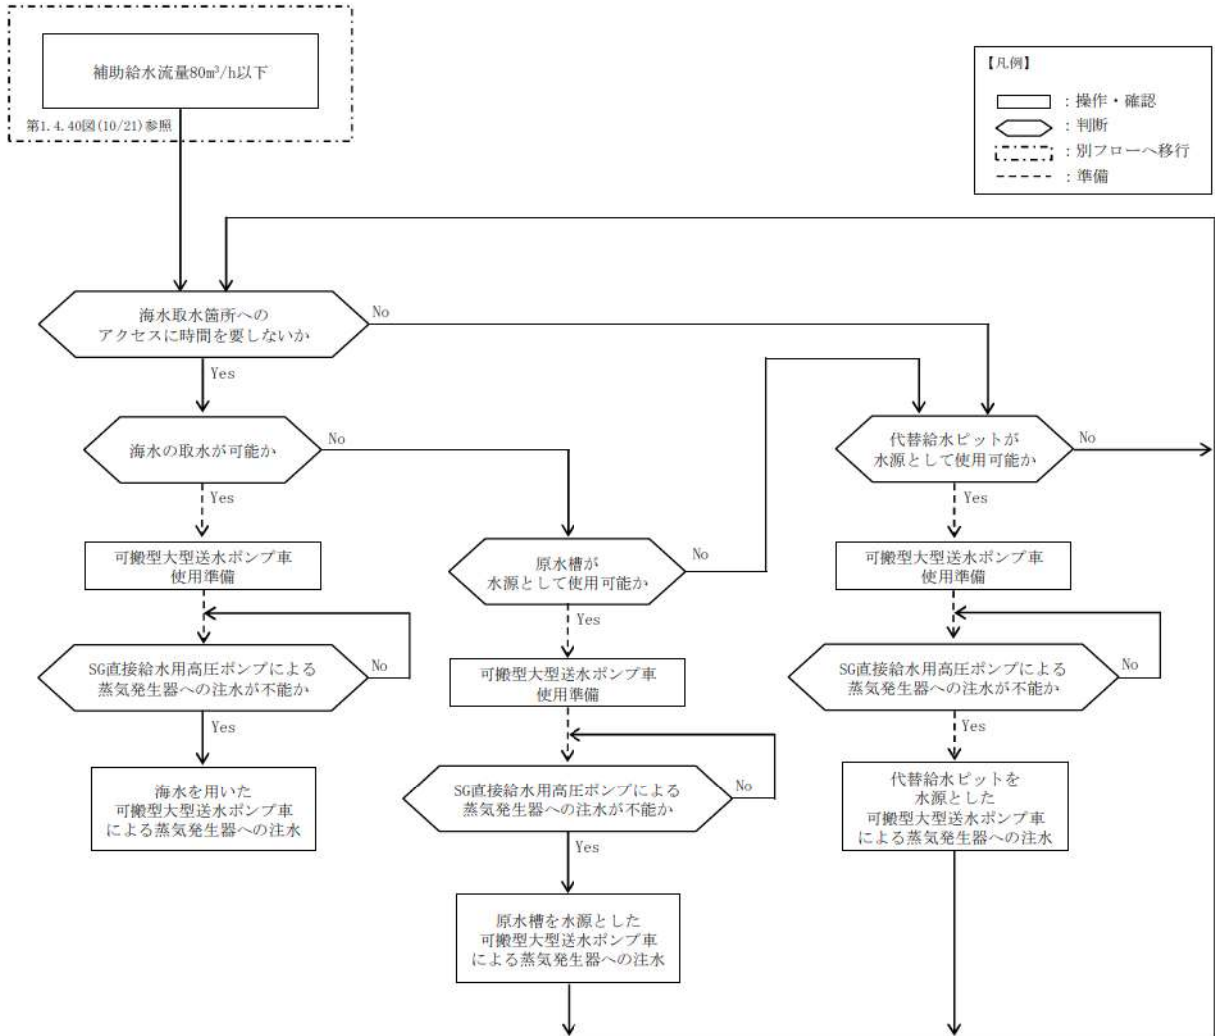 補助給水流量80m³/h以下
第1.4.40図(10/21)参照
【凡例】
：操作・確認
：判断
：別フローへ移行
：準備
海水取水箇所への
アクセスに時間を要しないか
No
Yes
海水の取水が可能か
No
Yes
代替給水ピットが
水源として使用可能か
No
Yes
可搬型大型送水ポンプ車
使用準備
原水槽が
水源として使用可能か
No
Yes
可搬型大型送水ポンプ車
使用準備
SG直接給水用高圧ポンプによる
蒸気発生器への注水が不能か
No
Yes
可搬型大型送水ポンプ車
使用準備
SG直接給水用高圧ポンプによる
蒸気発生器への注水が不能か
No
Yes
海水を用いた
可搬型大型送水ポンプ車
による蒸気発生器への注水
SG直接給水用高圧ポンプによる
蒸気発生器への注水が不能か
No
Yes
代替給水ピットを
水源とした
可搬型大型送水ポンプ車
による蒸気発生器への注水
原水槽を水源とした
可搬型大型送水ポンプ車
による蒸気発生器への注水